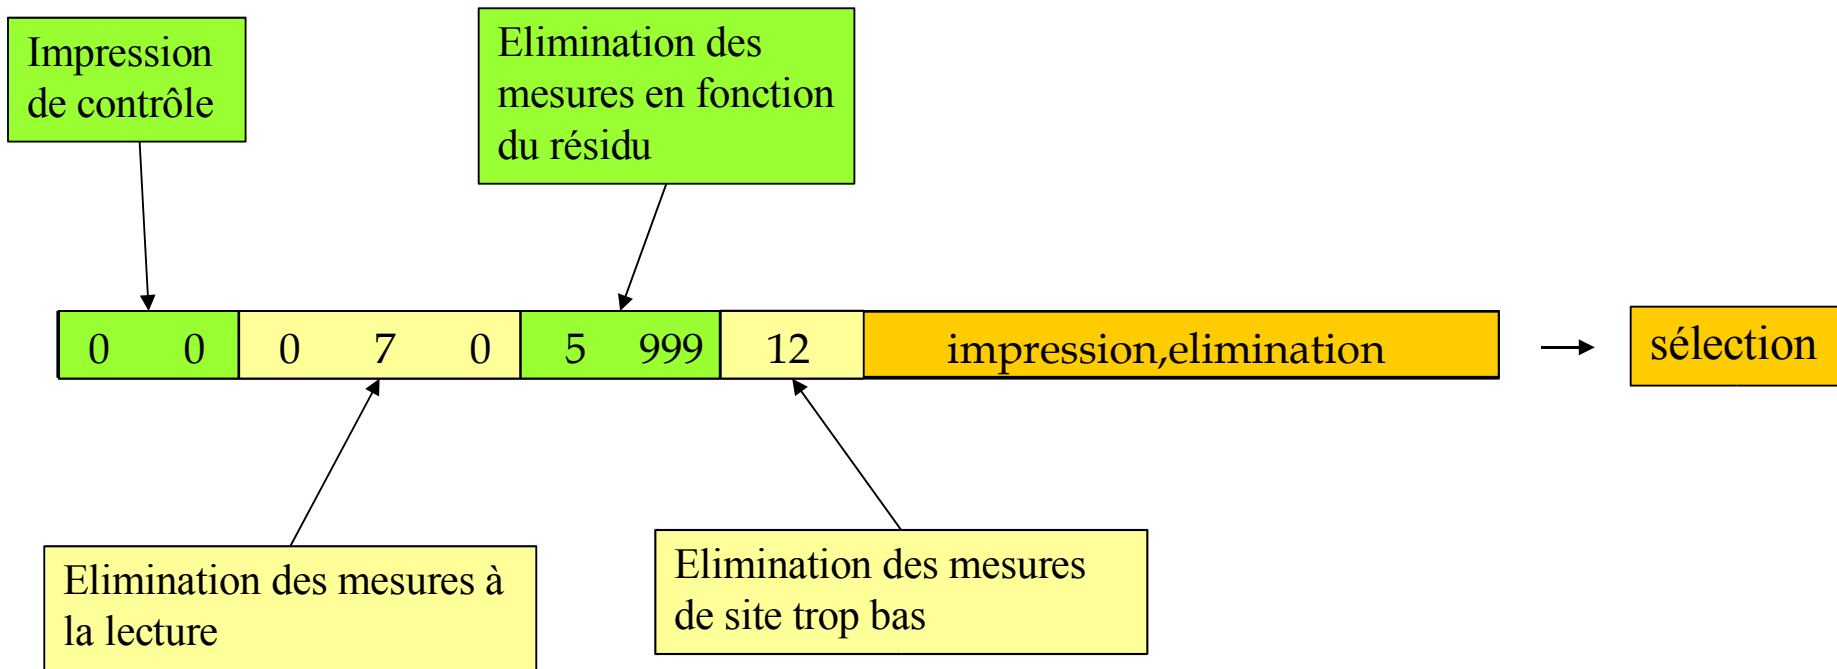 Impression
de contrôle
Elimination des
mesures en fonction
du résidu
0 0 0 7 0 5 999 12 impression,elimination
sélection
Elimination des mesures à
la lecture
Elimination des mesures
de site trop bas